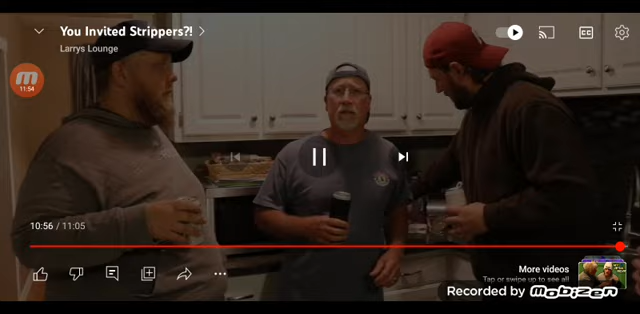 You Invited Strippers?!
Larrys Lounge
CC
11:54
10:56 / 11:05
More videos
Tap or swipe up to see all
Recorded by Mobizen